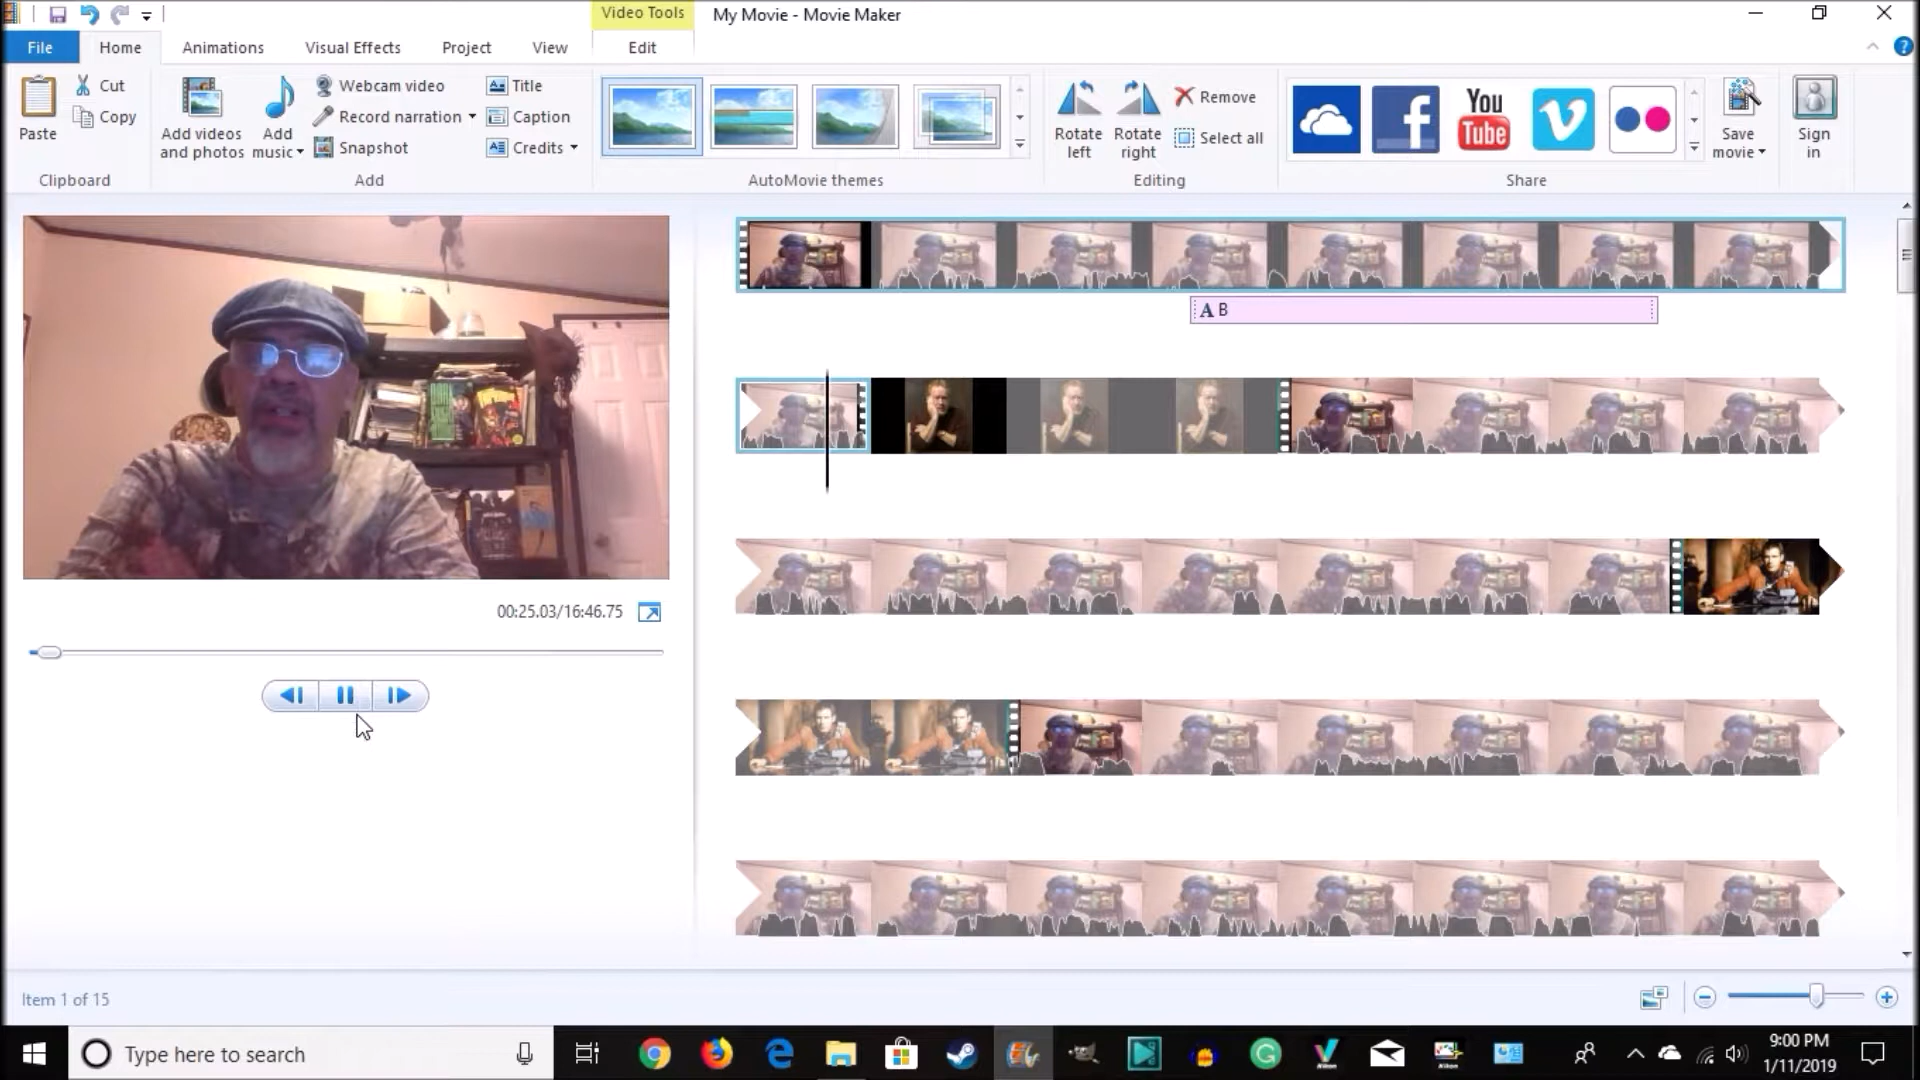 Video Tools
My Movie - Movie Maker
File
Home
Animations
Visual Effects
Project
View
Edit
Paste
Cut
Copy
Clipboard
Add videos
and photos
Add
music
Webcam video
Record narration
Snapshot
Title
Caption
Credits
Add
AutoMovie themes
Rotate
left
Rotate
right
Remove
Select all
Editing
You
Tube
Share
Save
movie
Sign
in
A B
00:25.03/16:46.75
Item 1 of 15
Type here to search
9:00 PM
1/11/2019